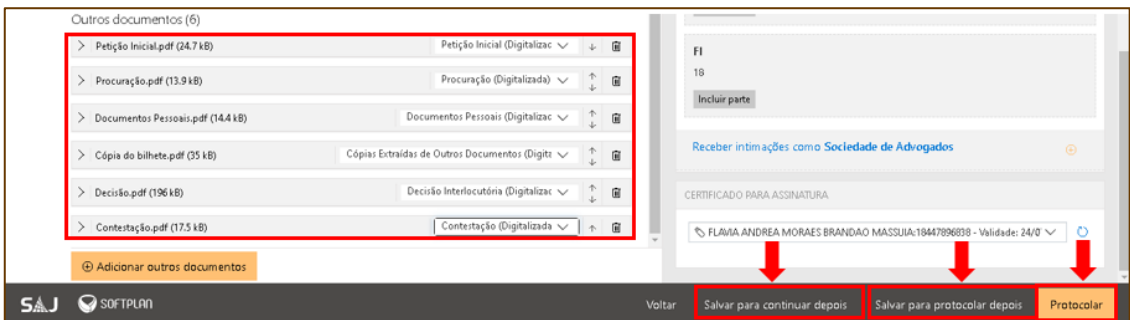 Outros documentos (6)
Petição Inicial.pdf (24.7 kB) Petição Inicial (Digitalizac
Procuração.pdf (13.9 kB) Procuração (Digitalizada)
Documentos Pessoais.pdf (14.4 kB) Documentos Pessoais (Digitalizac
Cópia do bilhete.pdf (35 kB) Cópias Extraídas de Outros Documentos (Digita
Decisão.pdf (196 kB) Decisão Interlocutória (Digitalizac
Contestação.pdf (17.5 kB) Contestação (Digitalizada
Adicionar outros documentos
FI
18
Incluir parte
Receber intimações como Sociedade de Advogados
CERTIFICADO PARA ASSINATURA
FLAVIA ANDREA MORAES BRANDAO MASSUIA:18447896838 - Validade: 24/0
SAJ SOFTPLAN Voltar Salvar para continuar depois Salvar para protocolar depois Protocolar